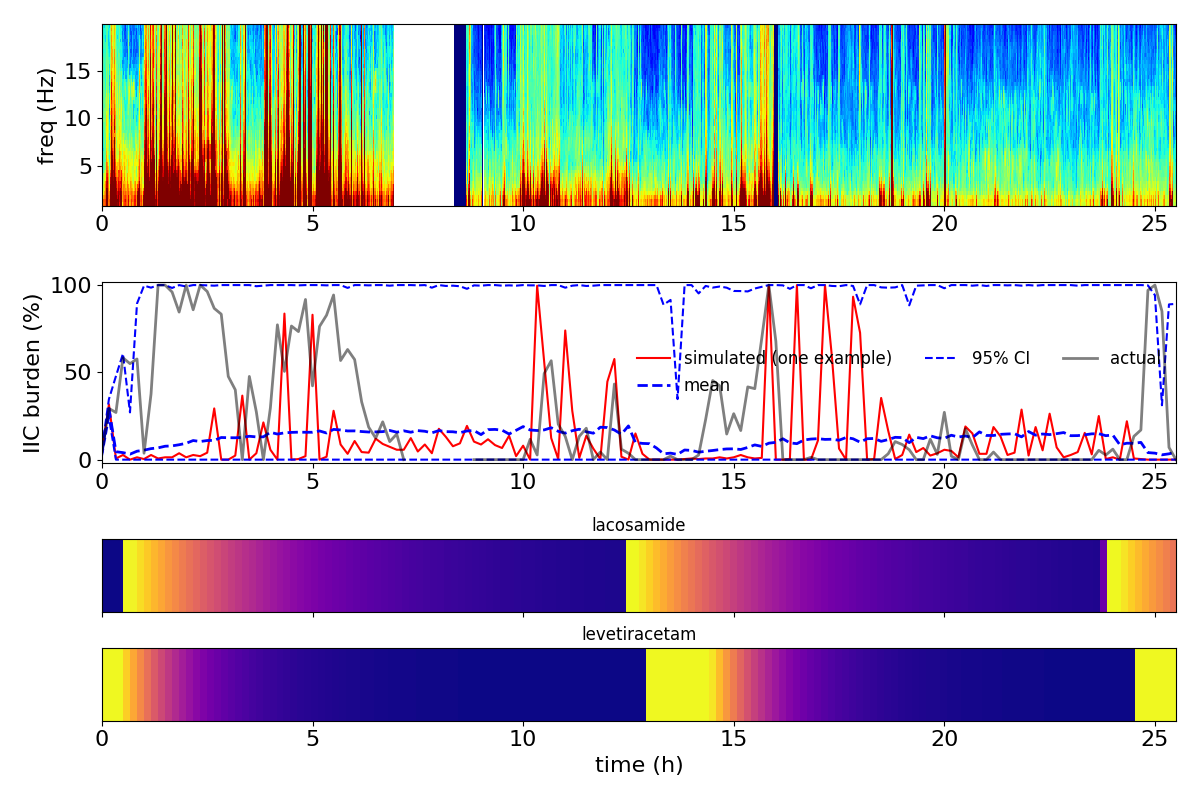 freq (Hz)
15
10
5
0 5 10 15 20 25
IIC burden (%)
100
50
0
simulated (one example) 95% CI actual
mean
0 5 10 15 20 25
lacosamide
levetiracetam
0 5 10 15 20 25
time (h)